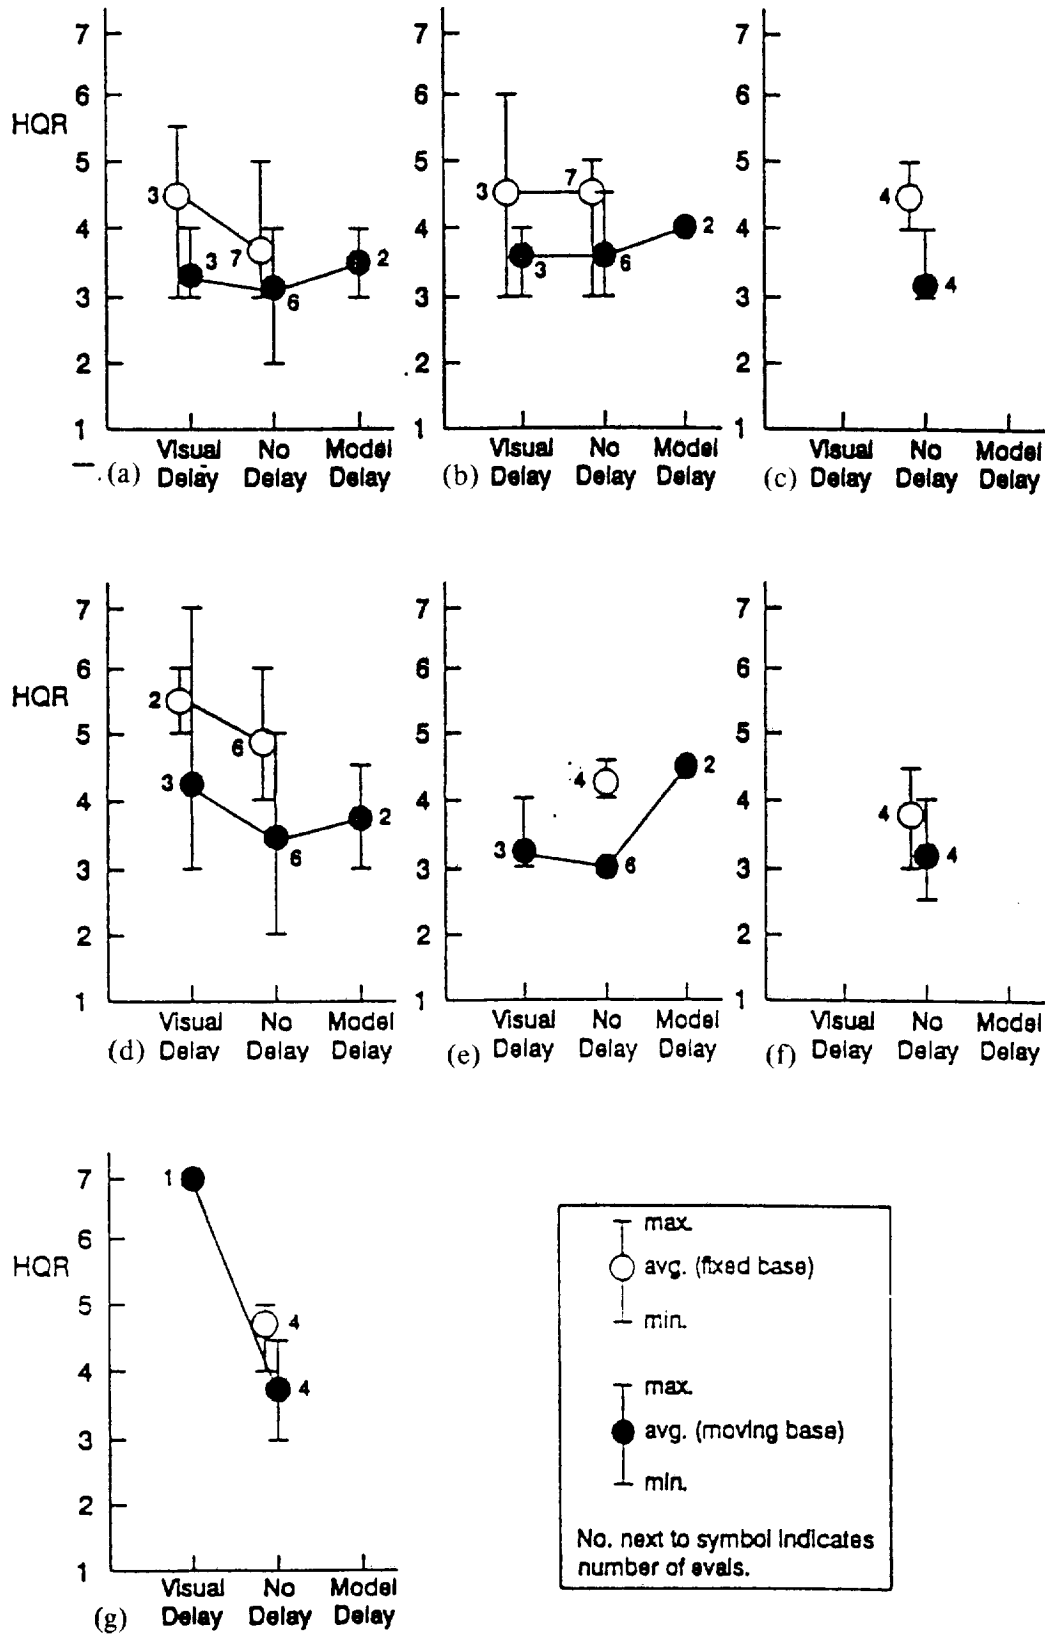 7 7 7
6 6 6
HQR
5 5 5
4 4 4
3 3 3
2 2 2
1 1 1
3 7 3 6 2
3 7 3 6 2
4 4
(a) Visual Delay No Delay Model Delay
(b) Visual Delay No Delay Model Delay
(c) Visual Delay No Delay Model Delay
7 7 7
6 6 6
HQR
5 5 5
4 4 4
3 3 3
2 2 2
1 1 1
2 6 3 6 2
4 3 6 2
4 4
(d) Visual Delay No Delay Model Delay
(e) Visual Delay No Delay Model Delay
(f) Visual Delay No Delay Model Delay
7
6
HQR
5
4
3
2
1
1 4 4
(g) Visual Delay No Delay Model Delay
max.
avg. (fixed base)
min.
max.
avg. (moving base)
min.
No. next to symbol indicates
number of evals.